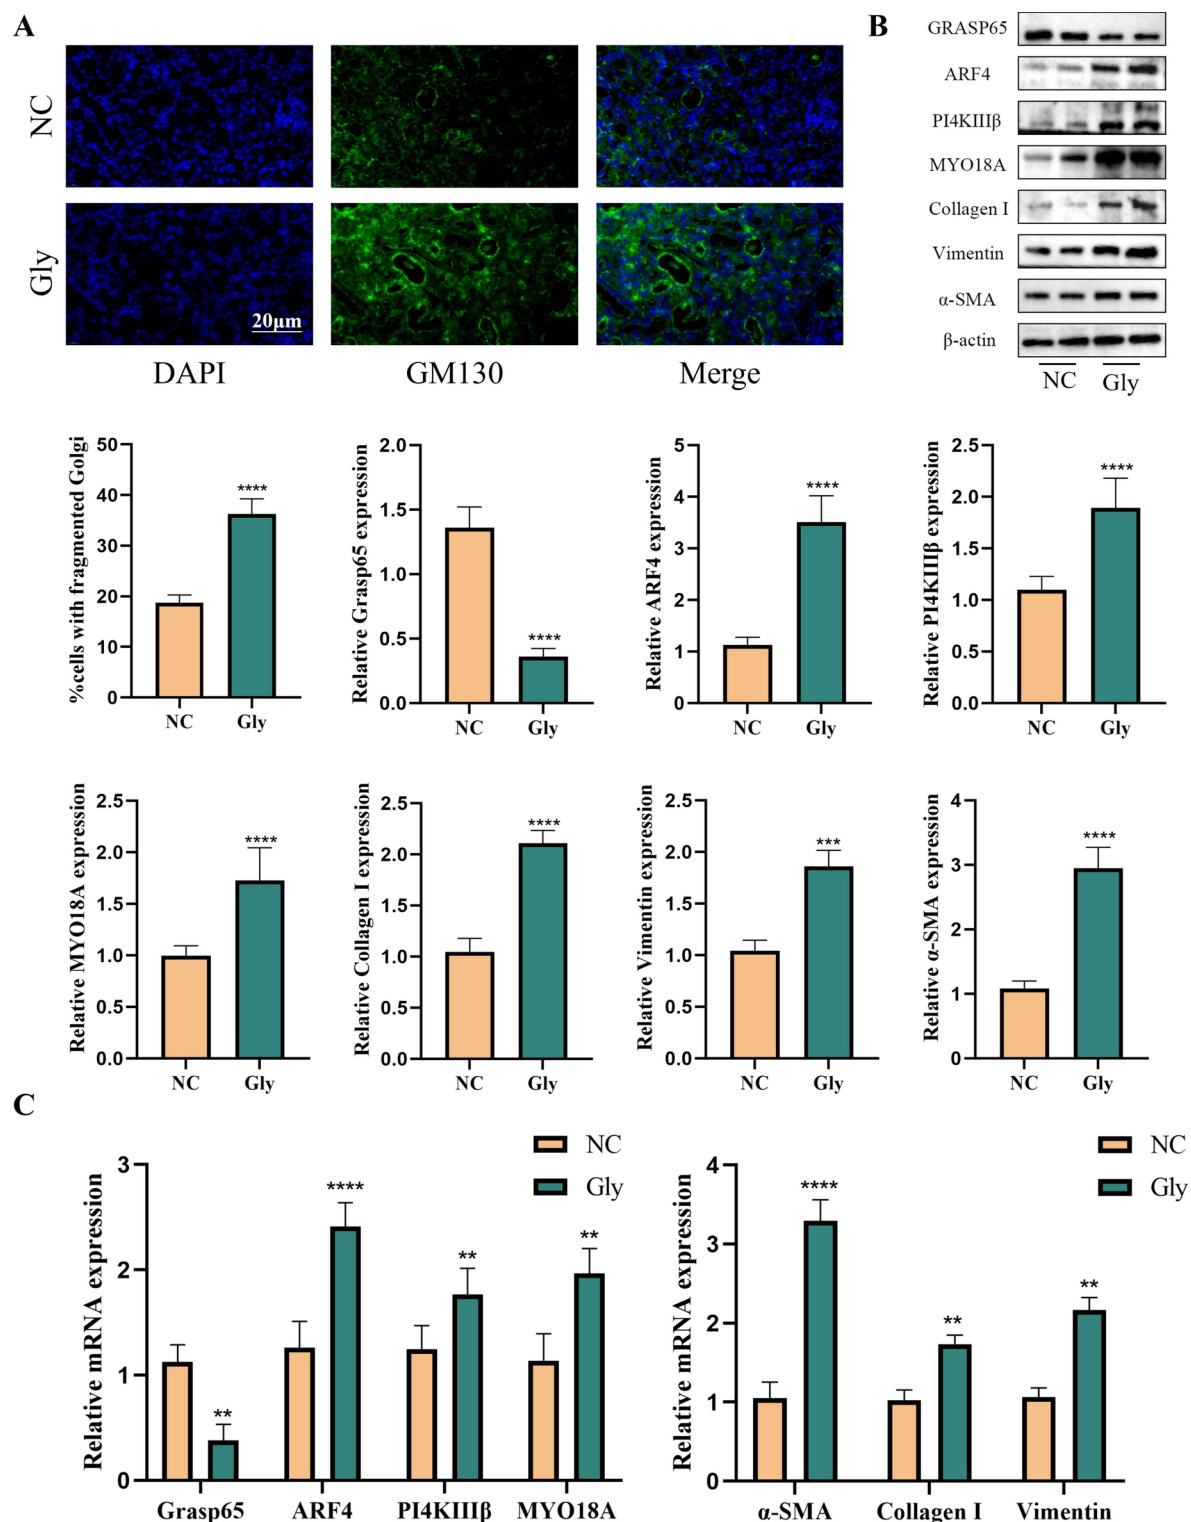 A
B
NC
Gly
20μm
DAPI
GM130
Merge
GRASP65
ARF4
PI4KIIIβ
MYO18A
Collagen I
Vimentin
α-SMA
β-actin
NC
Gly
%cells with fragmented Golgi
50
40
30
20
10
0
****
NC
Gly
Relative Grasp65 expression
2.0
1.5
1.0
0.5
0.0
****
NC
Gly
Relative ARF4 expression
5
4
3
2
1
0
****
NC
Gly
Relative PI4KIIIβ expression
2.5
2.0
1.5
1.0
0.5
0.0
****
NC
Gly
Relative MYO18A expression
2.5
2.0
1.5
1.0
0.5
0.0
****
NC
Gly
Relative Collagen I expression
2.5
2.0
1.5
1.0
0.5
0.0
****
NC
Gly
Relative Vimentin expression
2.5
2.0
1.5
1.0
0.5
0.0
***
NC
Gly
Relative α-SMA expression
4
3
2
1
0
****
NC
Gly
C
NC
Gly
Relative mRNA expression
3
2
1
0
**
****
**
**
Grasp65
ARF4
PI4KIIIβ
MYO18A
NC
Gly
Relative mRNA expression
4
3
2
1
0
****
**
**
α-SMA
Collagen I
Vimentin